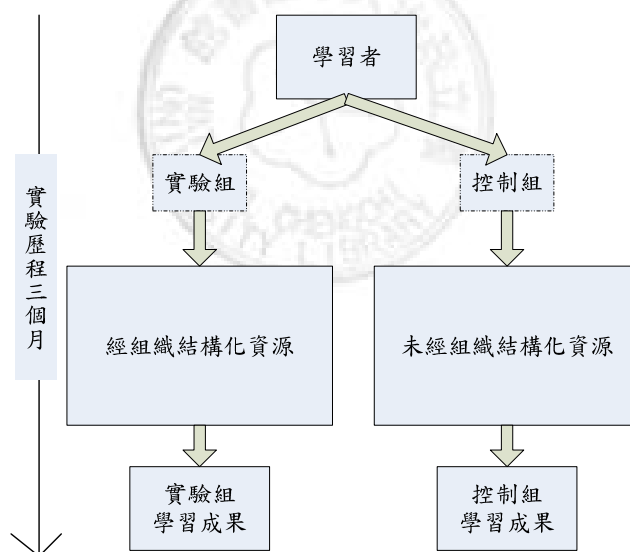 學習者
實驗組
控制組
實驗歷程三個月
經組織結構化資源
未經組織結構化資源
實驗組
學習成果
控制組
學習成果